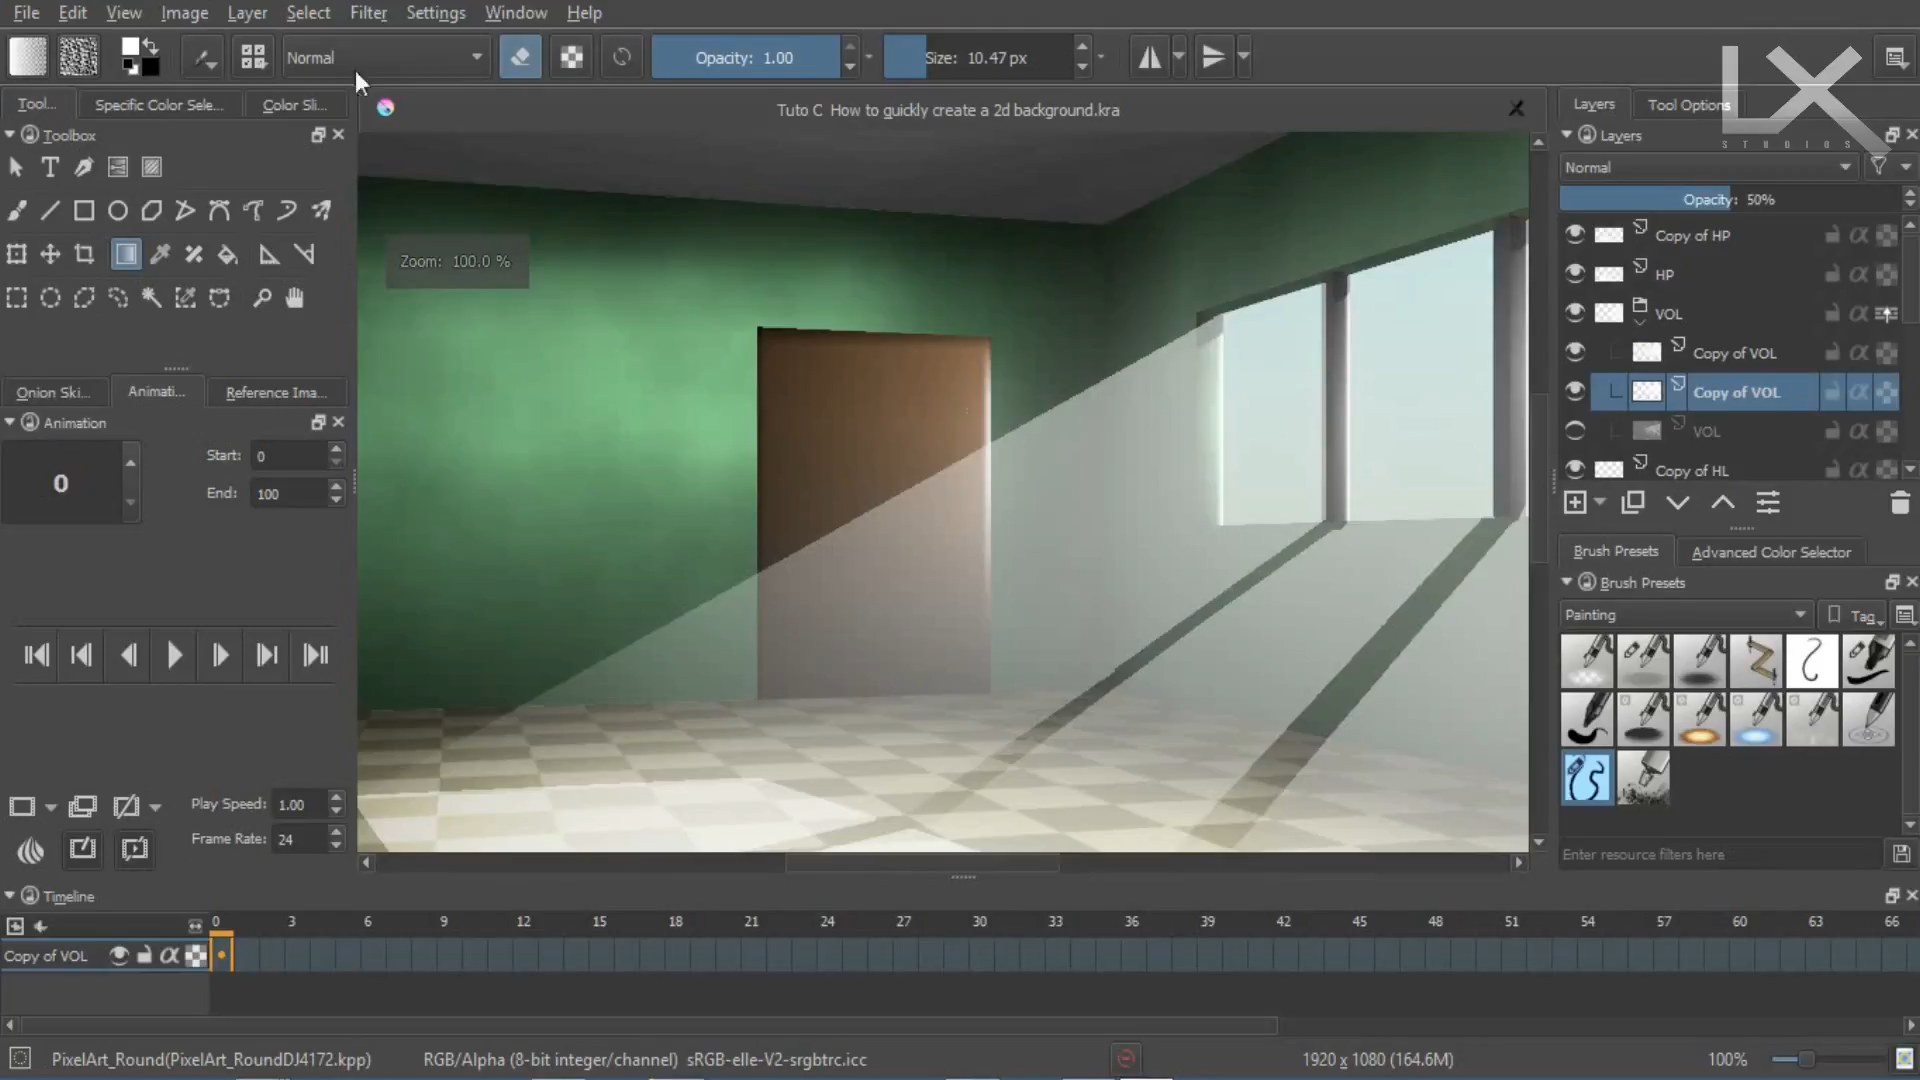 File Edit View Image Layer Select Filter Settings Window Help
Normal
Opacity: 1.00
Size: 10.47 px
LX
STUDIOS
Tool... Specific Color Sele... Color Sli...
Tuto C How to quickly create a 2d background.kra
Layers Tool Options
Toolbox
Layers
Normal
Opacity: 50%
Copy of HP
Zoom: 100.0 %
HP
VOL
Copy of VOL
Copy of VOL
VOL
Copy of HL
Onion Ski... Animati... Reference Ima...
Animation
Start: 0
0
End: 100
Brush Presets Advanced Color Selector
Brush Presets
Painting
Tag
Play Speed: 1.00
Frame Rate: 24
Enter resource filters here
Timeline
0 3 6 9 12 15 18 21 24 27 30 33 36 39 42 45 48 51 54 57 60 63 66
Copy of VOL
PixelArt_Round(PixelArt_RoundDJ4172.kpp) RGB/Alpha (8-bit integer/channel) sRGB-elle-V2-srgbtrc.icc 1920 x 1080 (164.6M) 100%